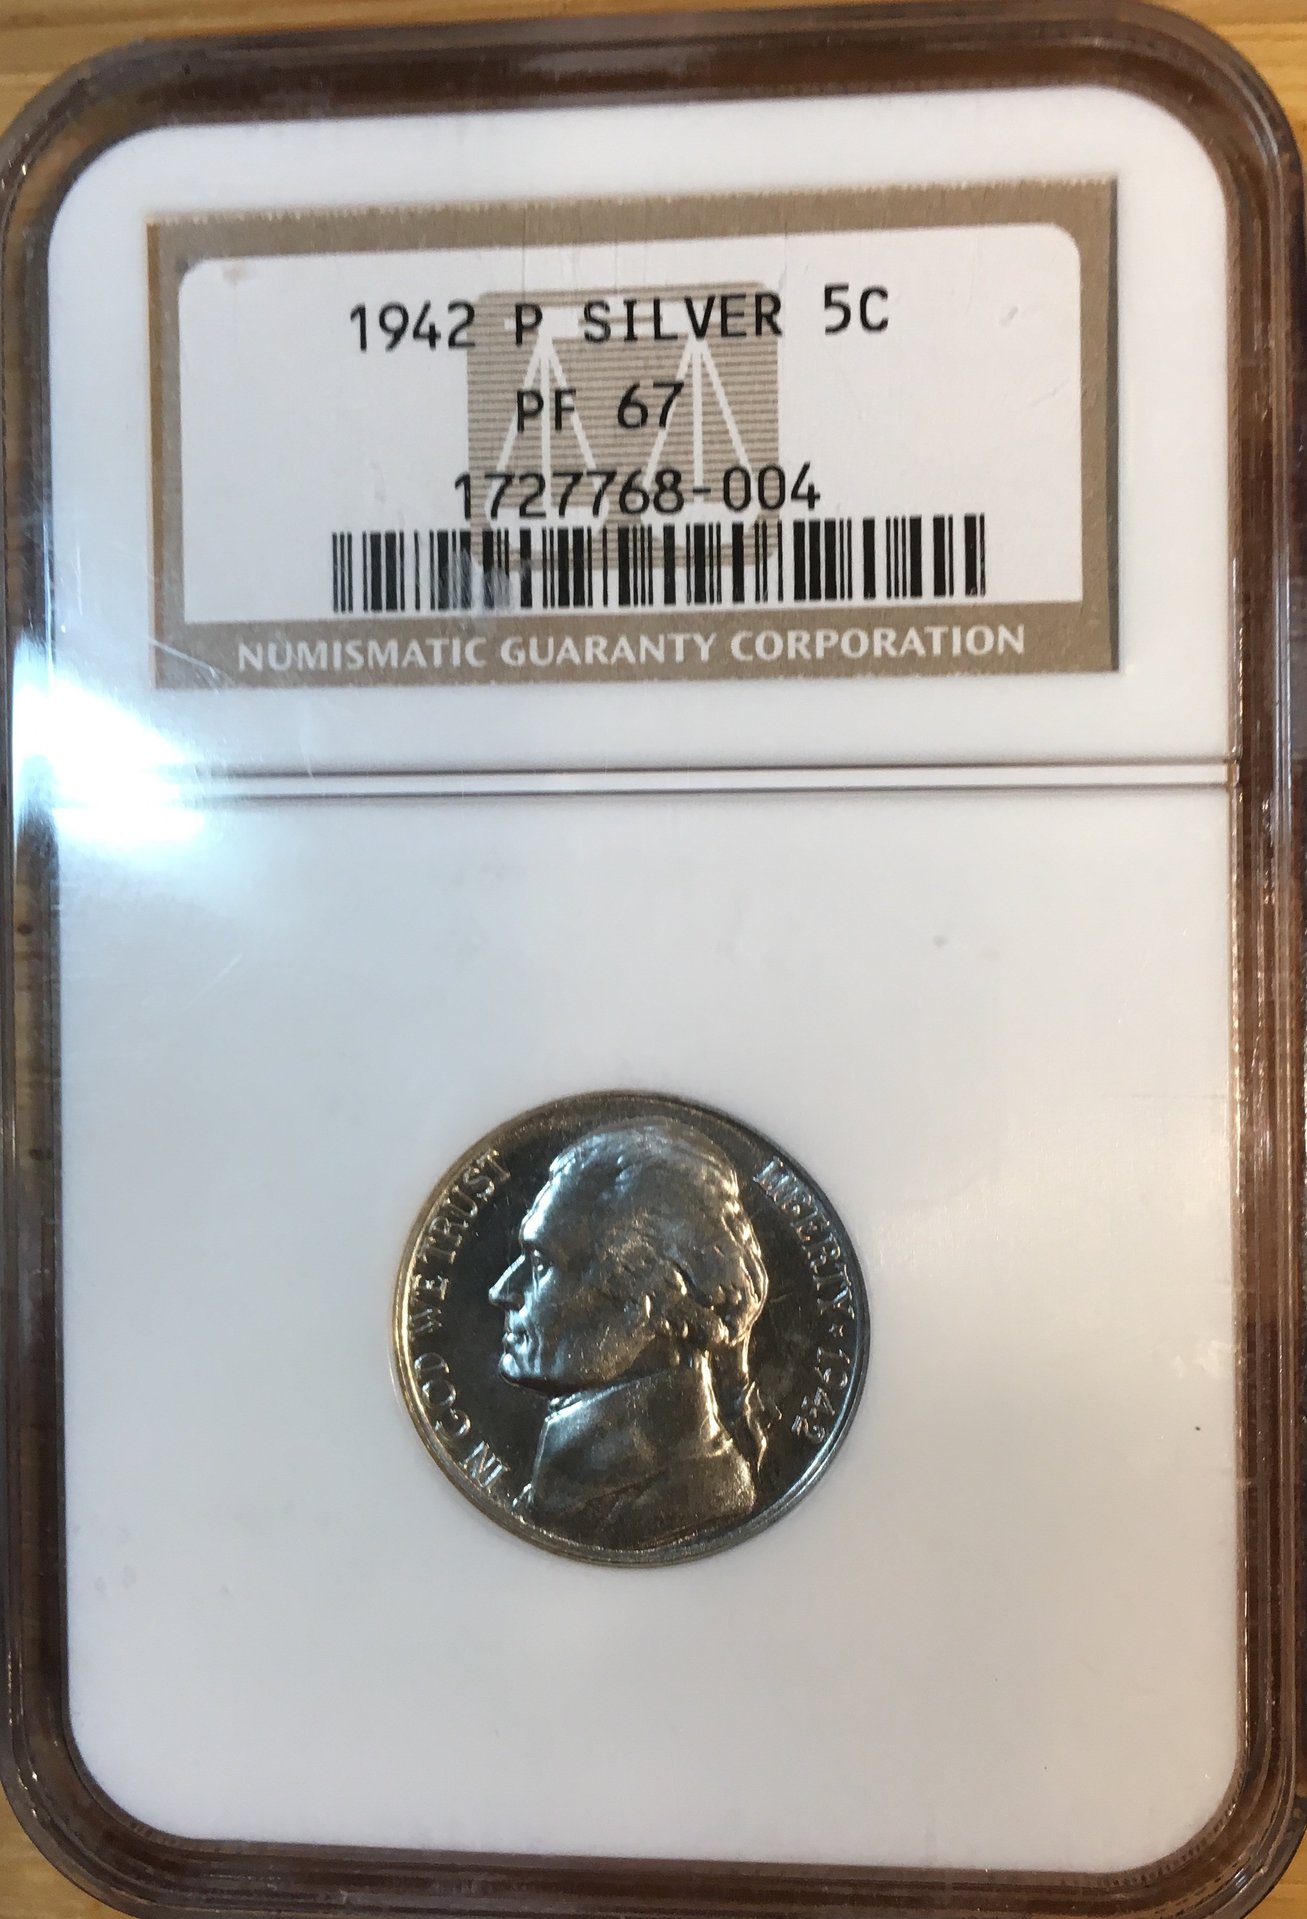 1942 P SILVER 5C
PF 67
1727768-004
NUMISMATIC GUARANTY CORPORATION
IN GOD WE TRUST
LIBERTY ★ 1942